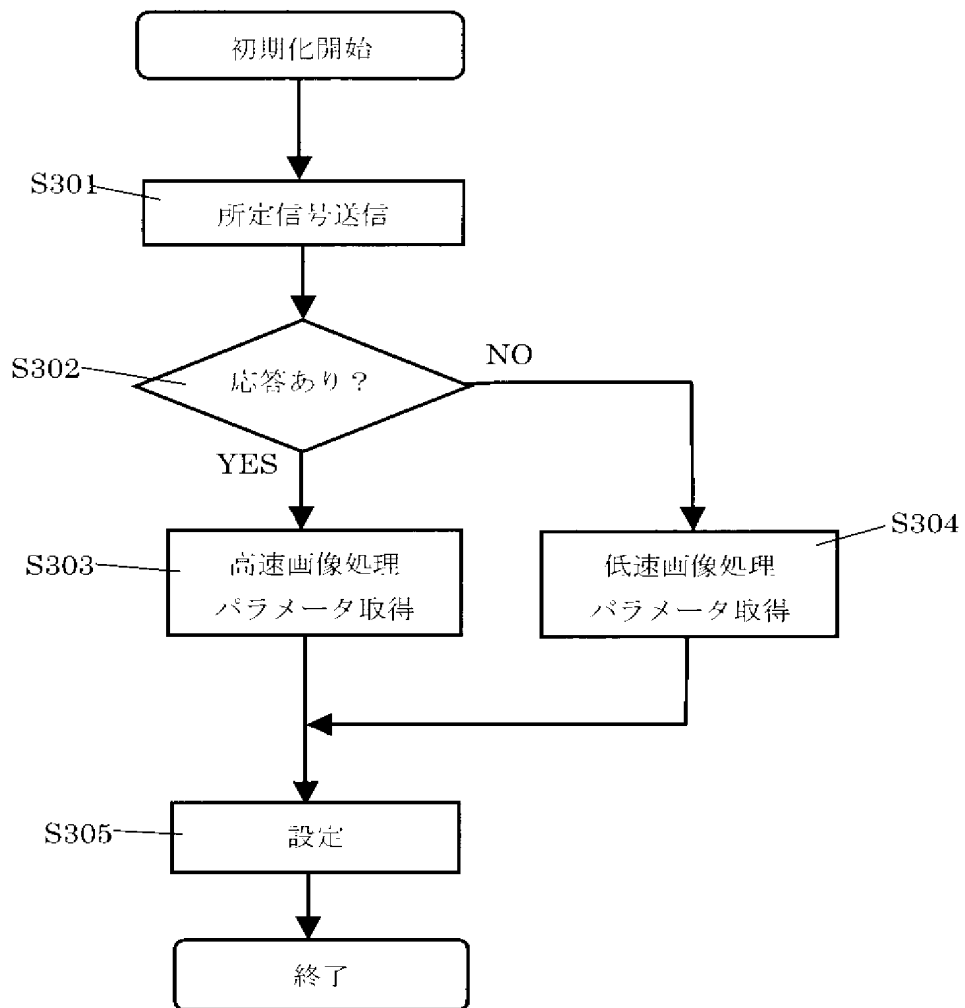 初期化開始
S301
所定信号送信
S302
応答あり？
NO
YES
S303
高速画像処理
パラメータ取得
S304
低速画像処理
パラメータ取得
S305
設定
終了